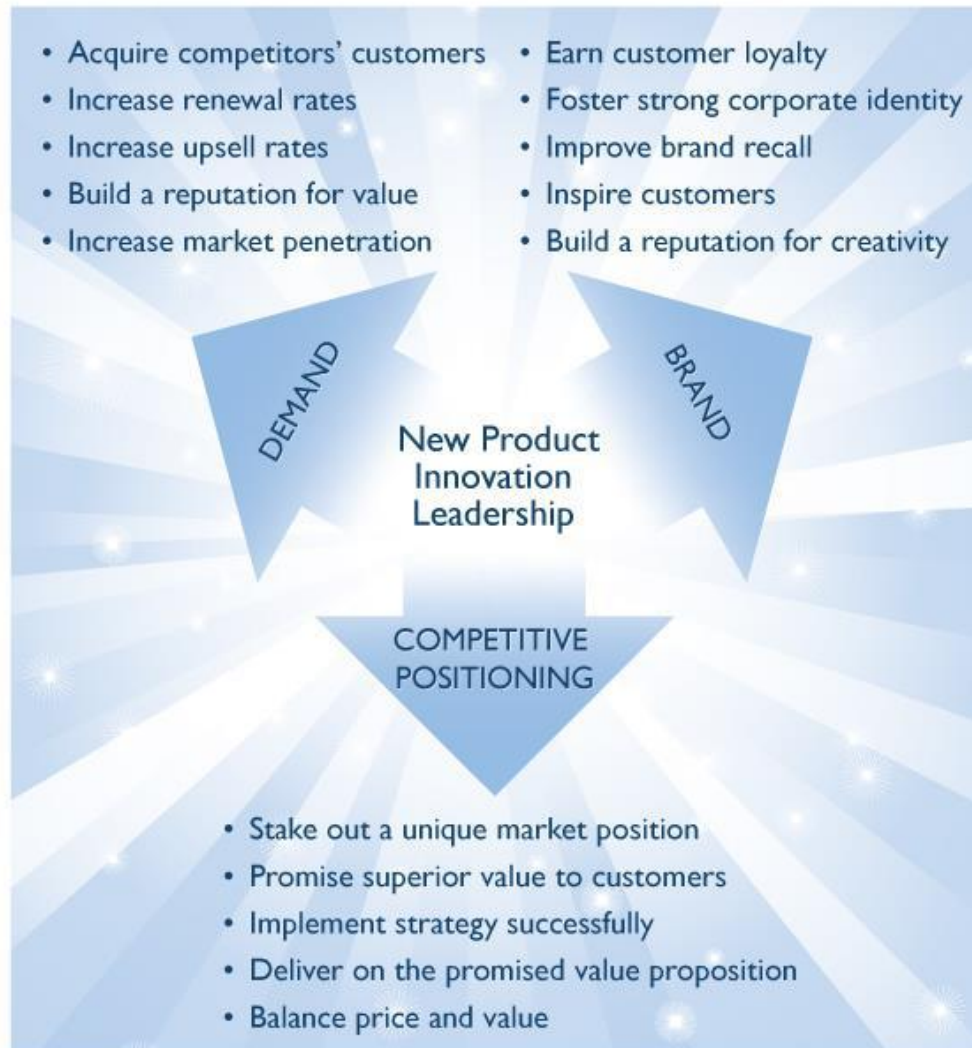 • Acquire competitors' customers
• Increase renewal rates
• Increase upsell rates
• Build a reputation for value
• Increase market penetration
• Earn customer loyalty
• Foster strong corporate identity
• Improve brand recall
• Inspire customers
• Build a reputation for creativity
DEMAND
BRAND
New Product
Innovation
Leadership
COMPETITIVE
POSITIONING
• Stake out a unique market position
• Promise superior value to customers
• Implement strategy successfully
• Deliver on the promised value proposition
• Balance price and value